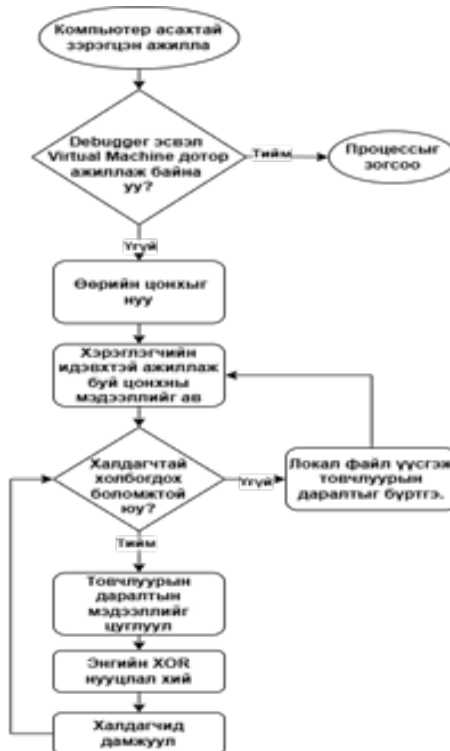 Компьютер асахтай
зэрэгцэн ажилла
Debugger эсвэл
Virtual Machine дотор
ажиллаж байна
уу?
Тийм
Процессыг
зогсоо
Үгүй
Өөрийн цонхыг
нуу
Хэрэглэгчийн
идэвхтэй ажиллаж
буй цонхны
мэдээллийг ав
Халдагчтай
холбогдох
боломжтой
юу?
Үгүй
Локал файл үүсгэж
товчлуурын
даралтыг бүртгэ.
Тийм
Товчлуурын
даралтын
мэдээллийг
цуглуул
Энгийн XOR
нууцлал хий
Халдагчид
дамжуул